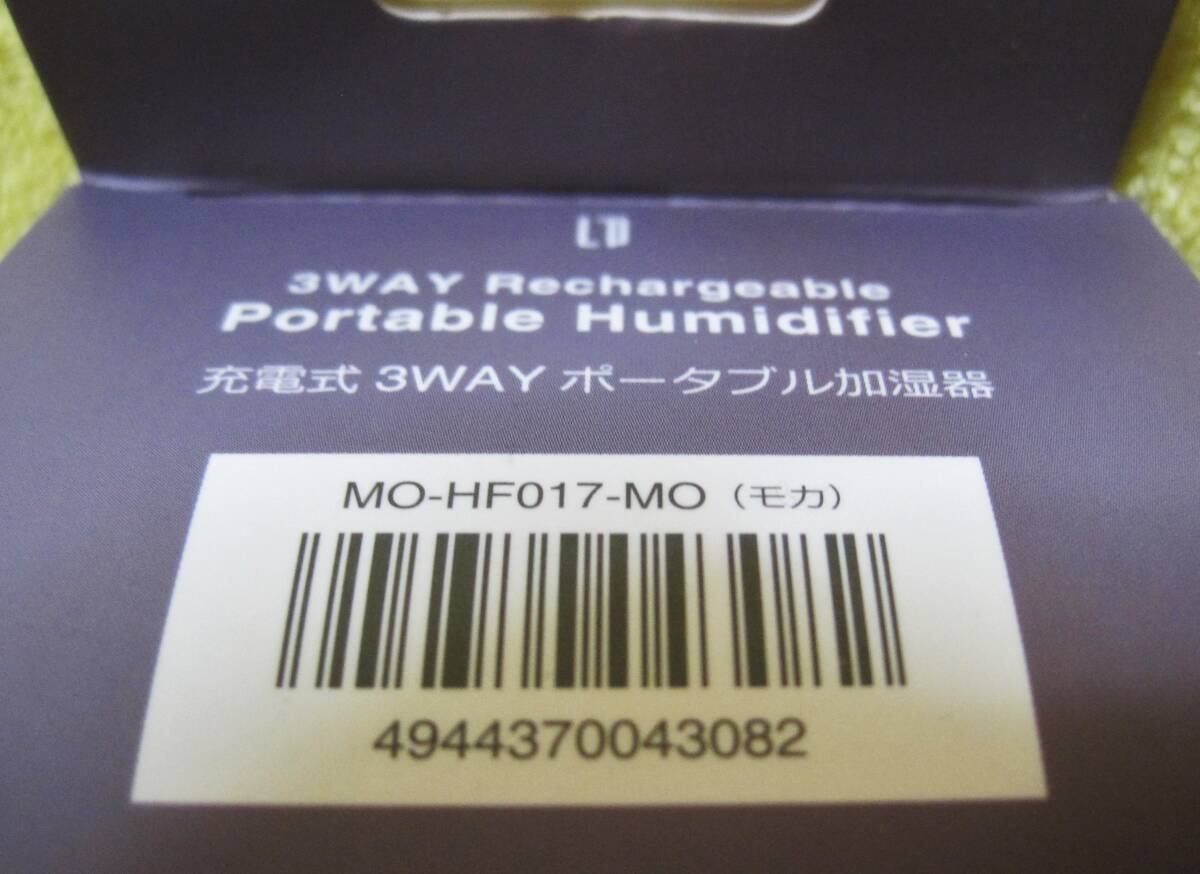 3WAY Rechargeable
Portable Humidifier
充電式 3WAY ポータブル加湿器
MO-HF017-MO（モカ）
4944370043082